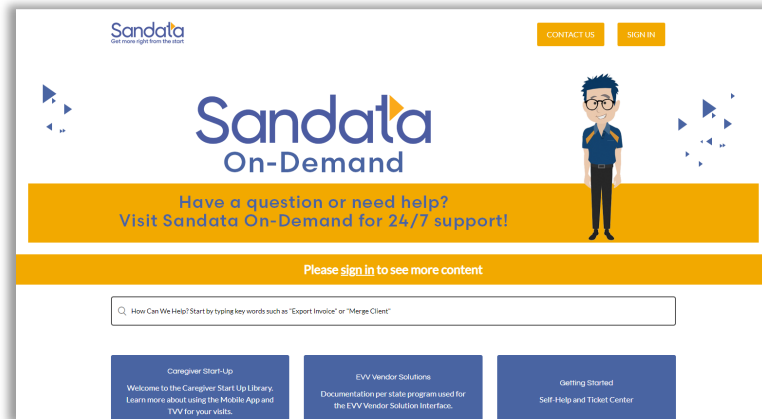 Sandata
Get more right from the start
CONTACT US
SIGN IN
Sandata
On-Demand
Have a question or need help?
Visit Sandata On-Demand for 24/7 support!
Please sign in to see more content
How Can We Help? Start by typing key words such as "Export Invoice" or "Merge Client"
Caregiver Start-Up
Welcome to the Caregiver Start Up Library.
Learn more about using the Mobile App and
TVV for your visits.
EVV Vendor Solutions
Documentation per state program used for
the EVV Vendor Solution Interface.
Getting Started
Self-Help and Ticket Center